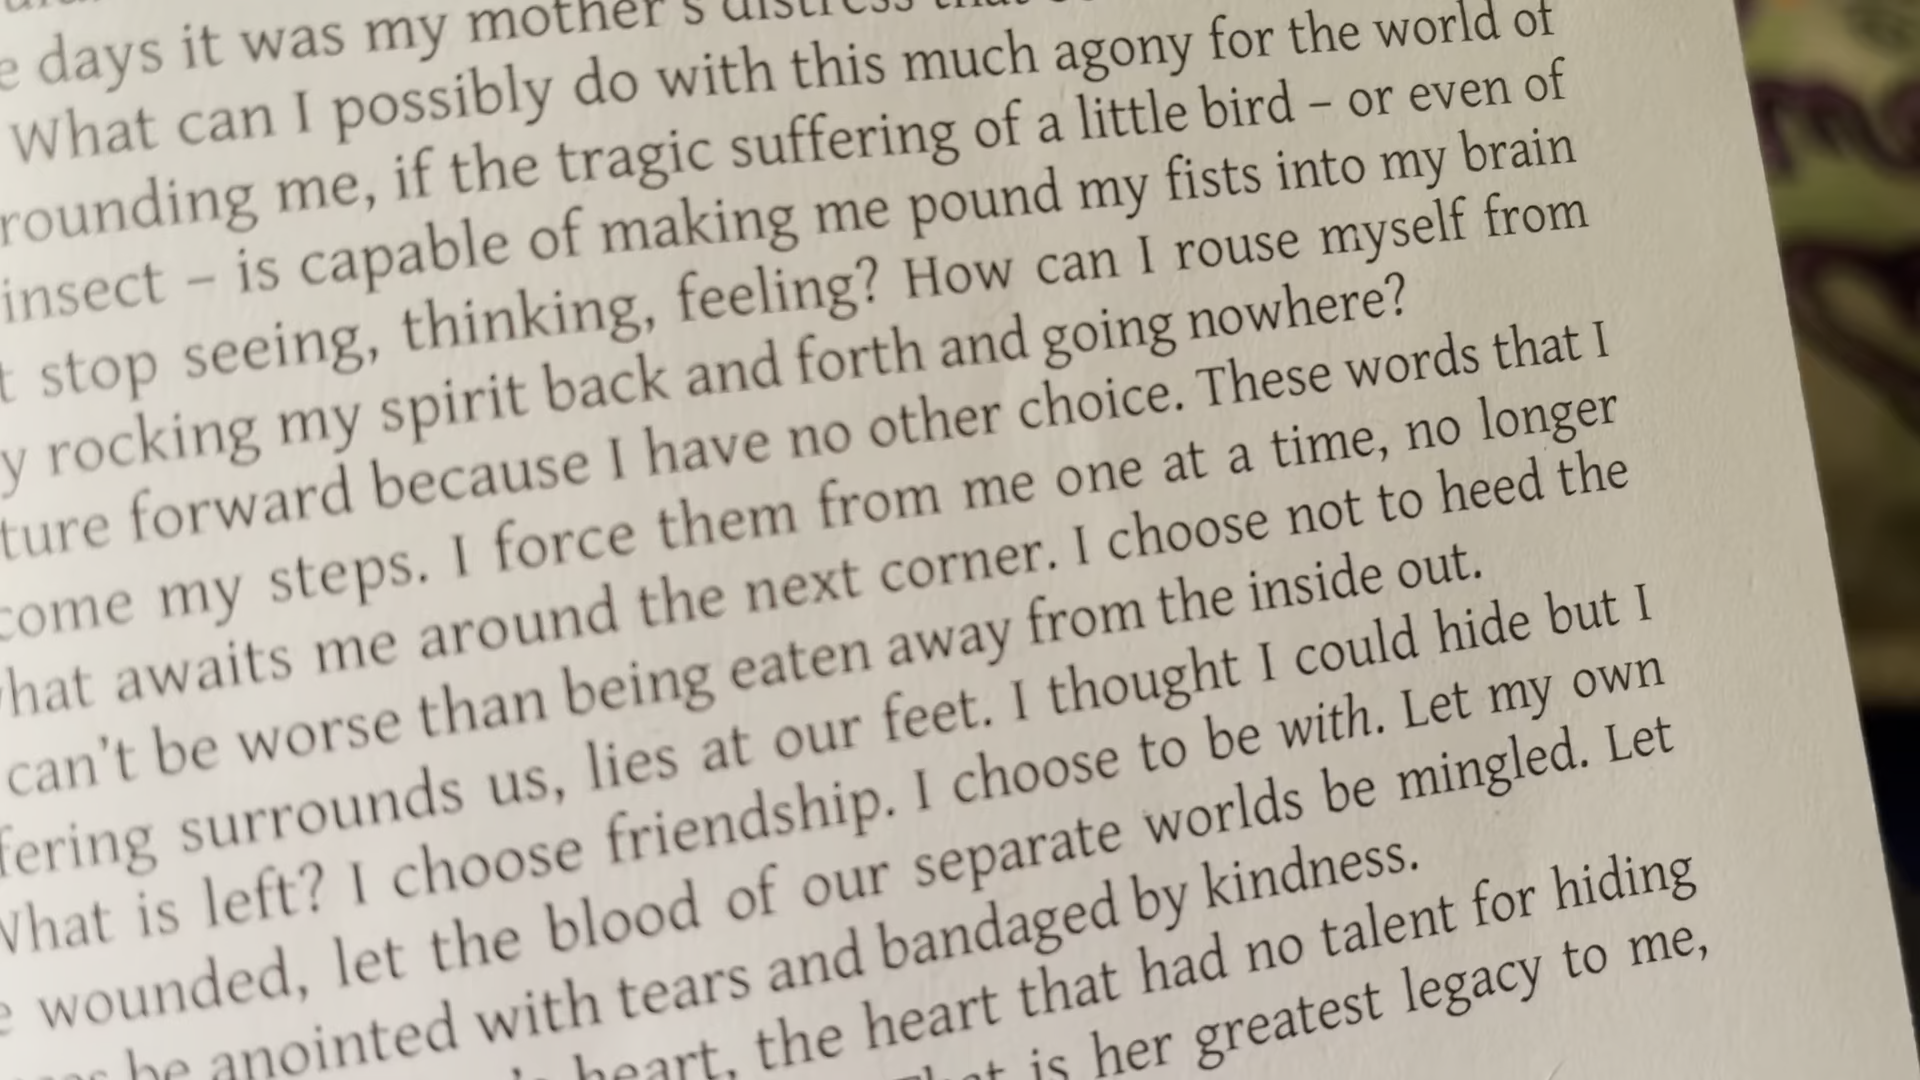 e days it was my mother's distress that
What can I possibly do with this much agony for the world of
rounding me, if the tragic suffering of a little bird – or even of
insect – is capable of making me pound my fists into my brain
t stop seeing, thinking, feeling? How can I rouse myself from
y rocking my spirit back and forth and going nowhere?
ture forward because I have no other choice. These words that I
come my steps. I force them from me one at a time, no longer
hat awaits me around the next corner. I choose not to heed the
can't be worse than being eaten away from the inside out.
fering surrounds us, lies at our feet. I thought I could hide but I
What is left? I choose friendship. I choose to be with. Let my own
e wounded, let the blood of our separate worlds be mingled. Let
be anointed with tears and bandaged by kindness.
heart, the heart that had no talent for hiding
is her greatest legacy to me,